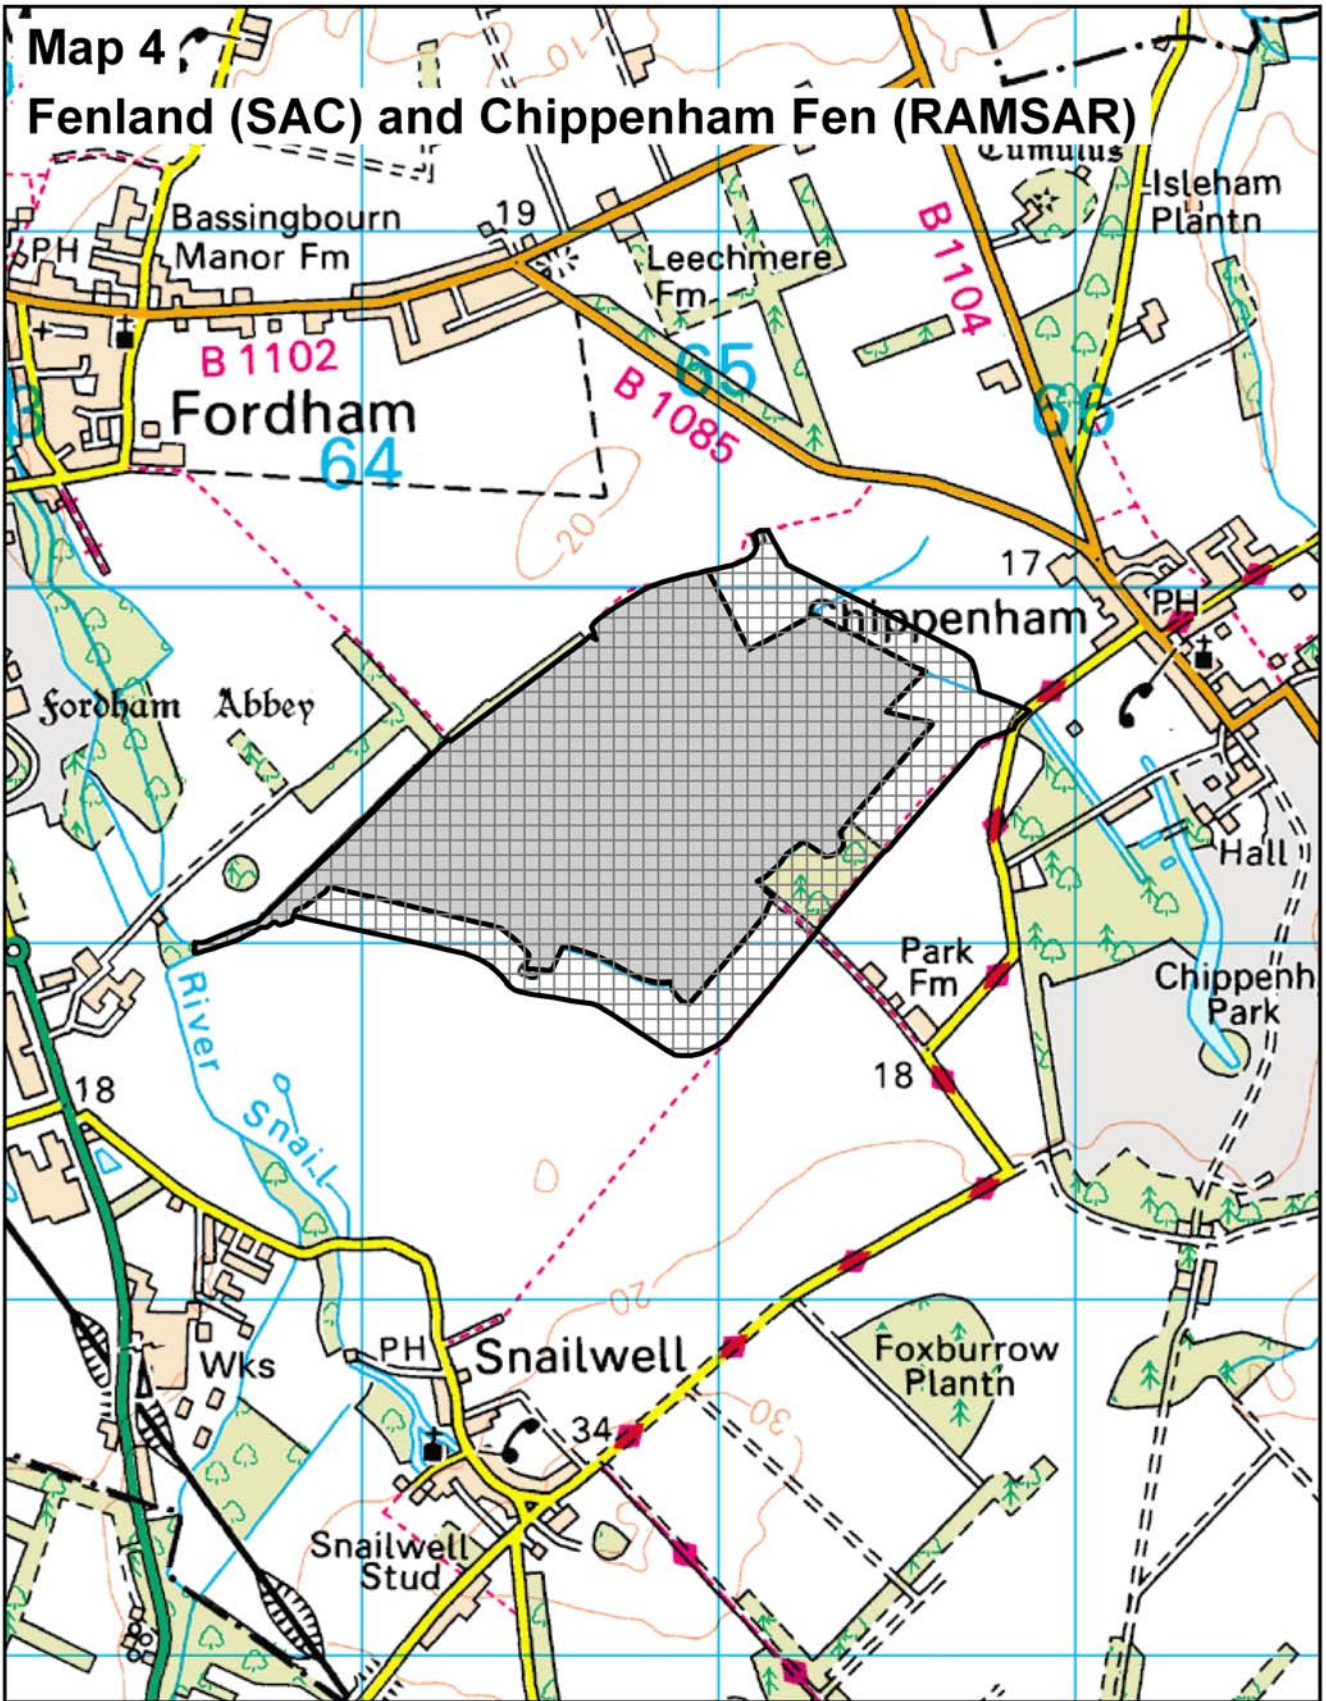 Map 4
Fenland (SAC) and Chippenham Fen (RAMSAR)
10
Tumulus
Isleham
Plantn
Bassingbourn
Manor Fm
19
PH
Leechmere
Fm
B 1104
B 1102
65
B 1085
66
Fordham
64
20
17
Chippenham
PH
Fordham Abbey
Hall
Park
Fm
Chippenh
Park
River
Snail
18
18
20
PH
Snailwell
Foxburrow
Plantn
Wks
34
30
Snailwell
Stud